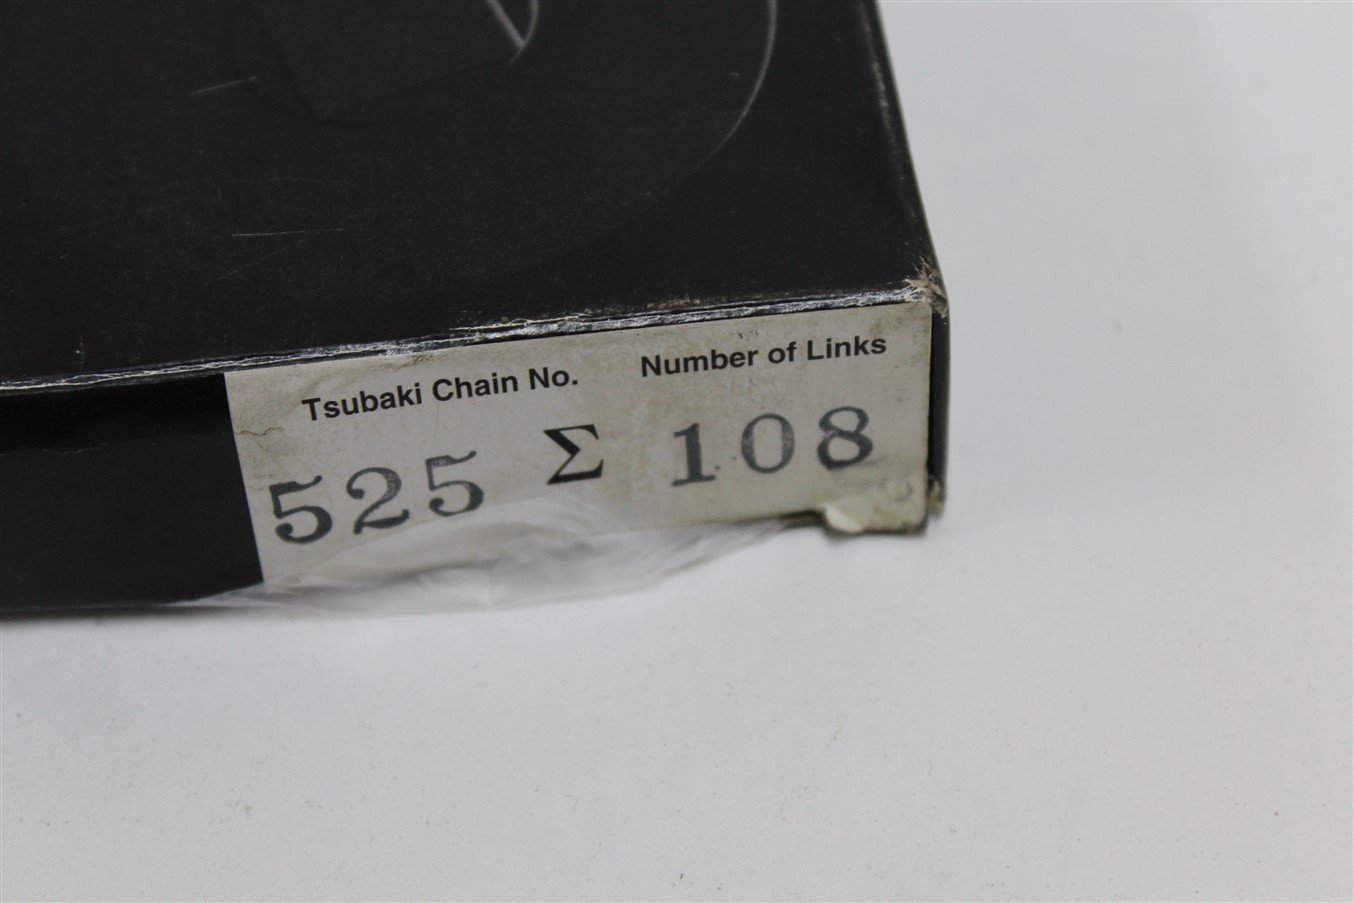 Tsubaki Chain No. Number of Links
525 Σ 108